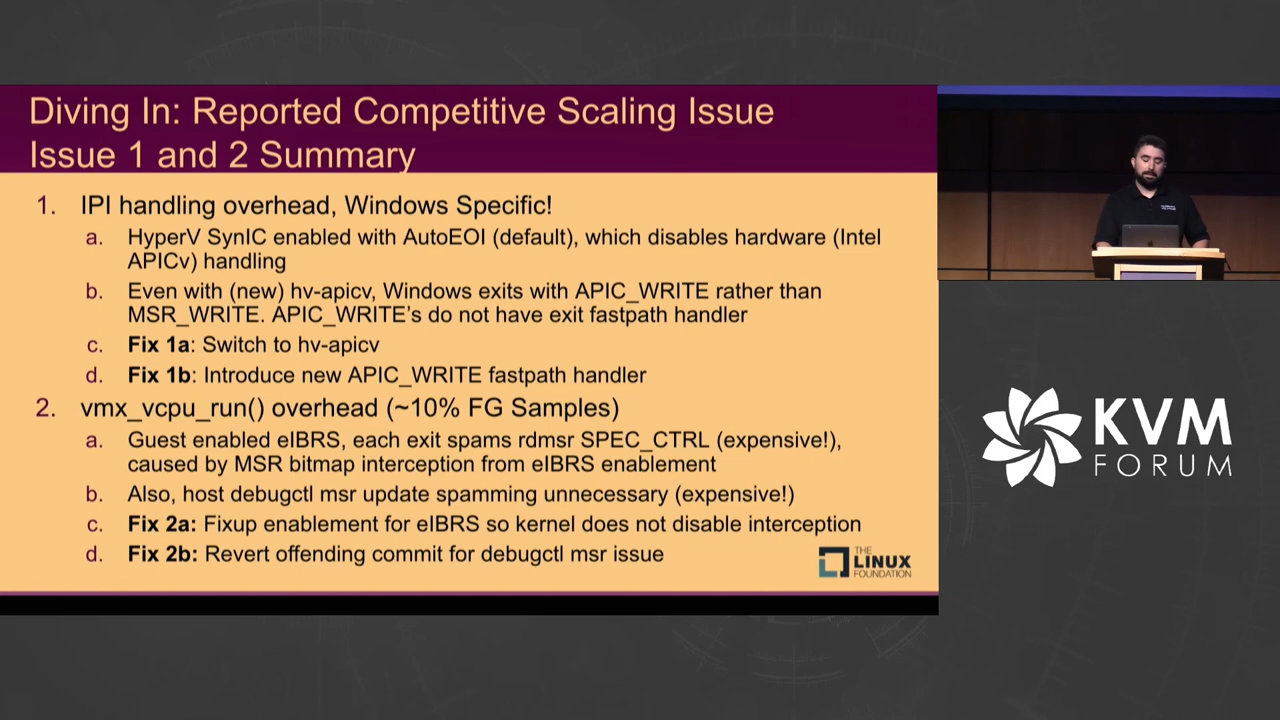 Diving In: Reported Competitive Scaling Issue
Issue 1 and 2 Summary
1. IPI handling overhead, Windows Specific!
a. HyperV SynIC enabled with AutoEOI (default), which disables hardware (Intel
APICv) handling
b. Even with (new) hv-apicv, Windows exits with APIC_WRITE rather than
MSR_WRITE. APIC_WRITE's do not have exit fastpath handler
c. Fix 1a: Switch to hv-apicv
d. Fix 1b: Introduce new APIC_WRITE fastpath handler
2. vmx_vcpu_run() overhead (~10% FG Samples)
a. Guest enabled eIBRS, each exit spams rdmsr SPEC_CTRL (expensive!),
caused by MSR bitmap interception from eIBRS enablement
b. Also, host debugctl msr update spamming unnecessary (expensive!)
c. Fix 2a: Fixup enablement for eIBRS so kernel does not disable interception
d. Fix 2b: Revert offending commit for debugctl msr issue
THE
LINUX
FOUNDATION
KVM
FORUM